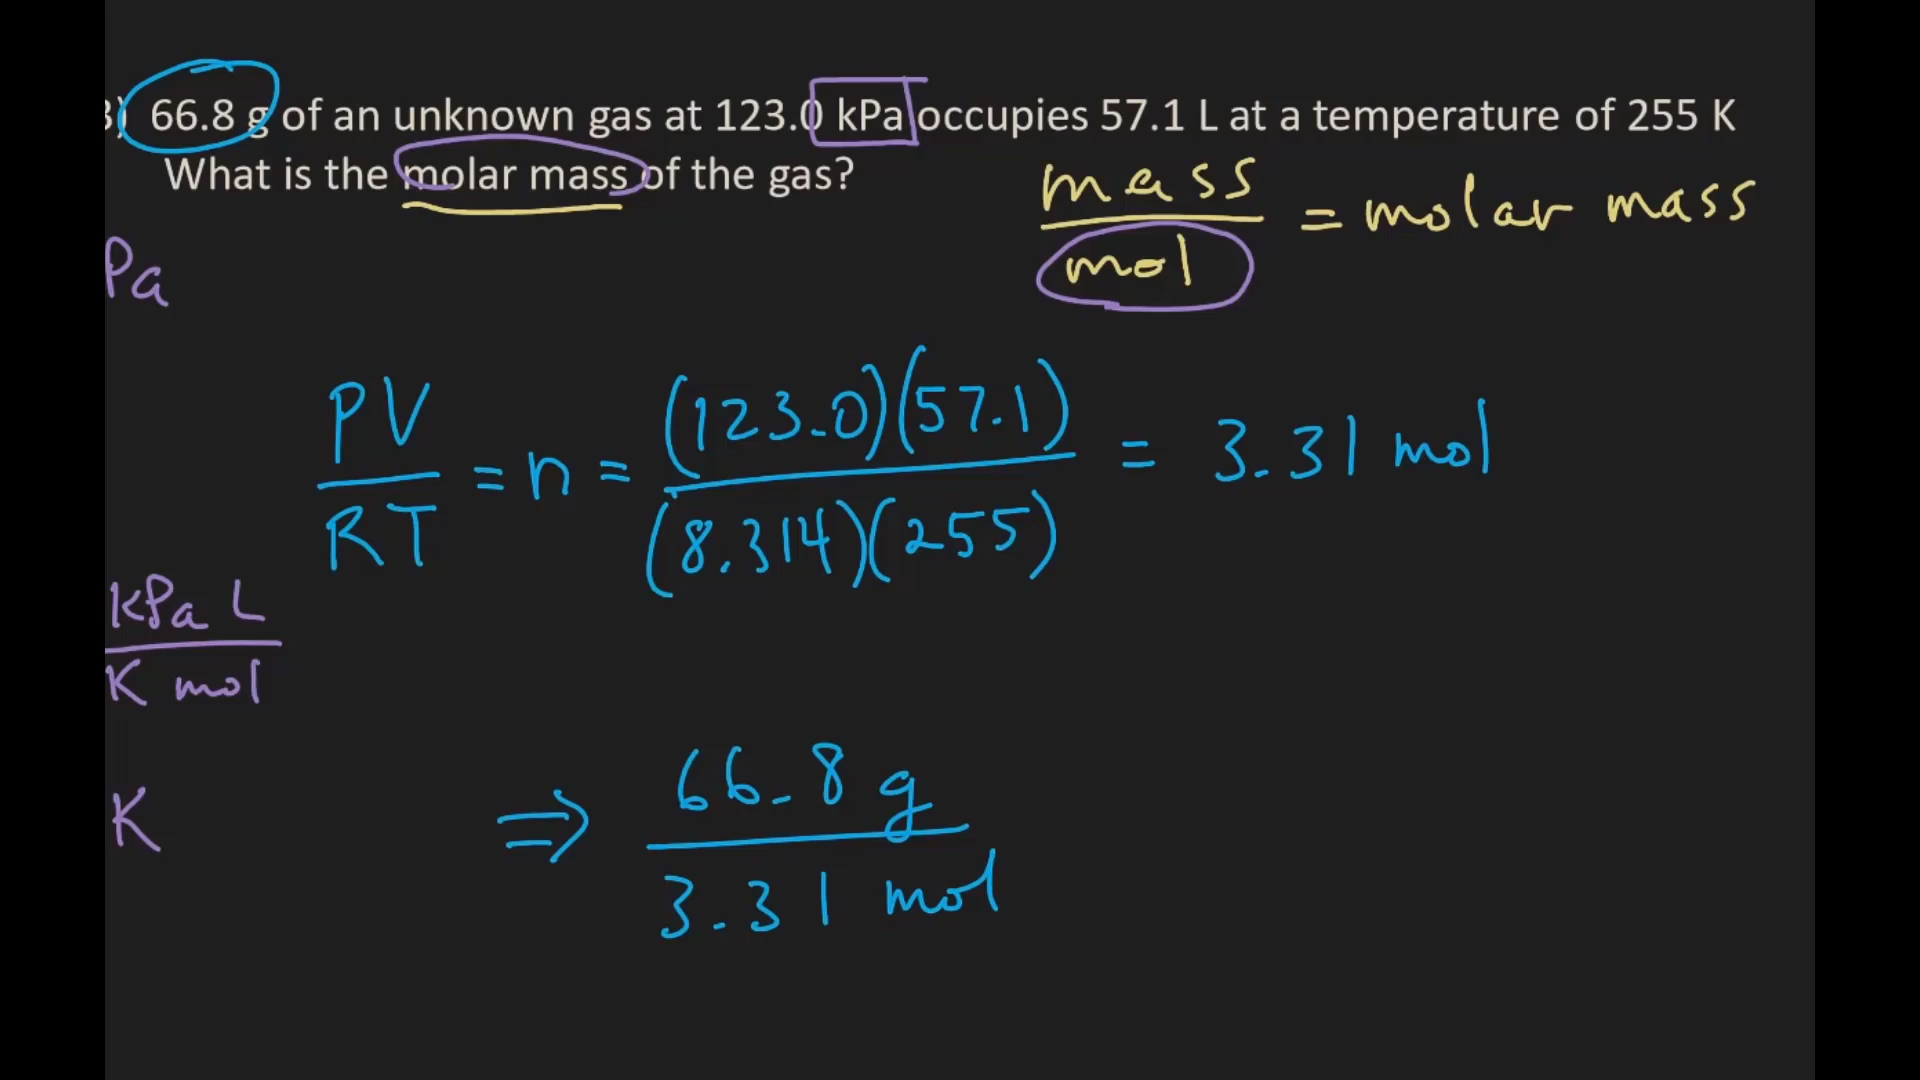 3) 66.8 g of an unknown gas at 123.0 kPa occupies 57.1 L at a temperature of 255 K
What is the molar mass of the gas?
mass
mol
= molar mass
Pa
PV
RT
= n =
(123.0)(57.1)
(8.314)(255)
= 3.31 mol
kPa L
K mol
K
⇒
66.8 g
3.31 mol